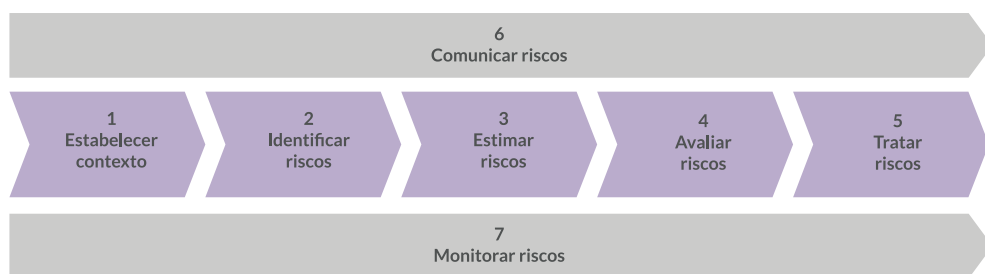 6
Comunicar riscos
1
Estabelecer
contexto
2
Identificar
riscos
3
Estimar
riscos
4
Avaliar
riscos
5
Tratar
riscos
7
Monitorar riscos